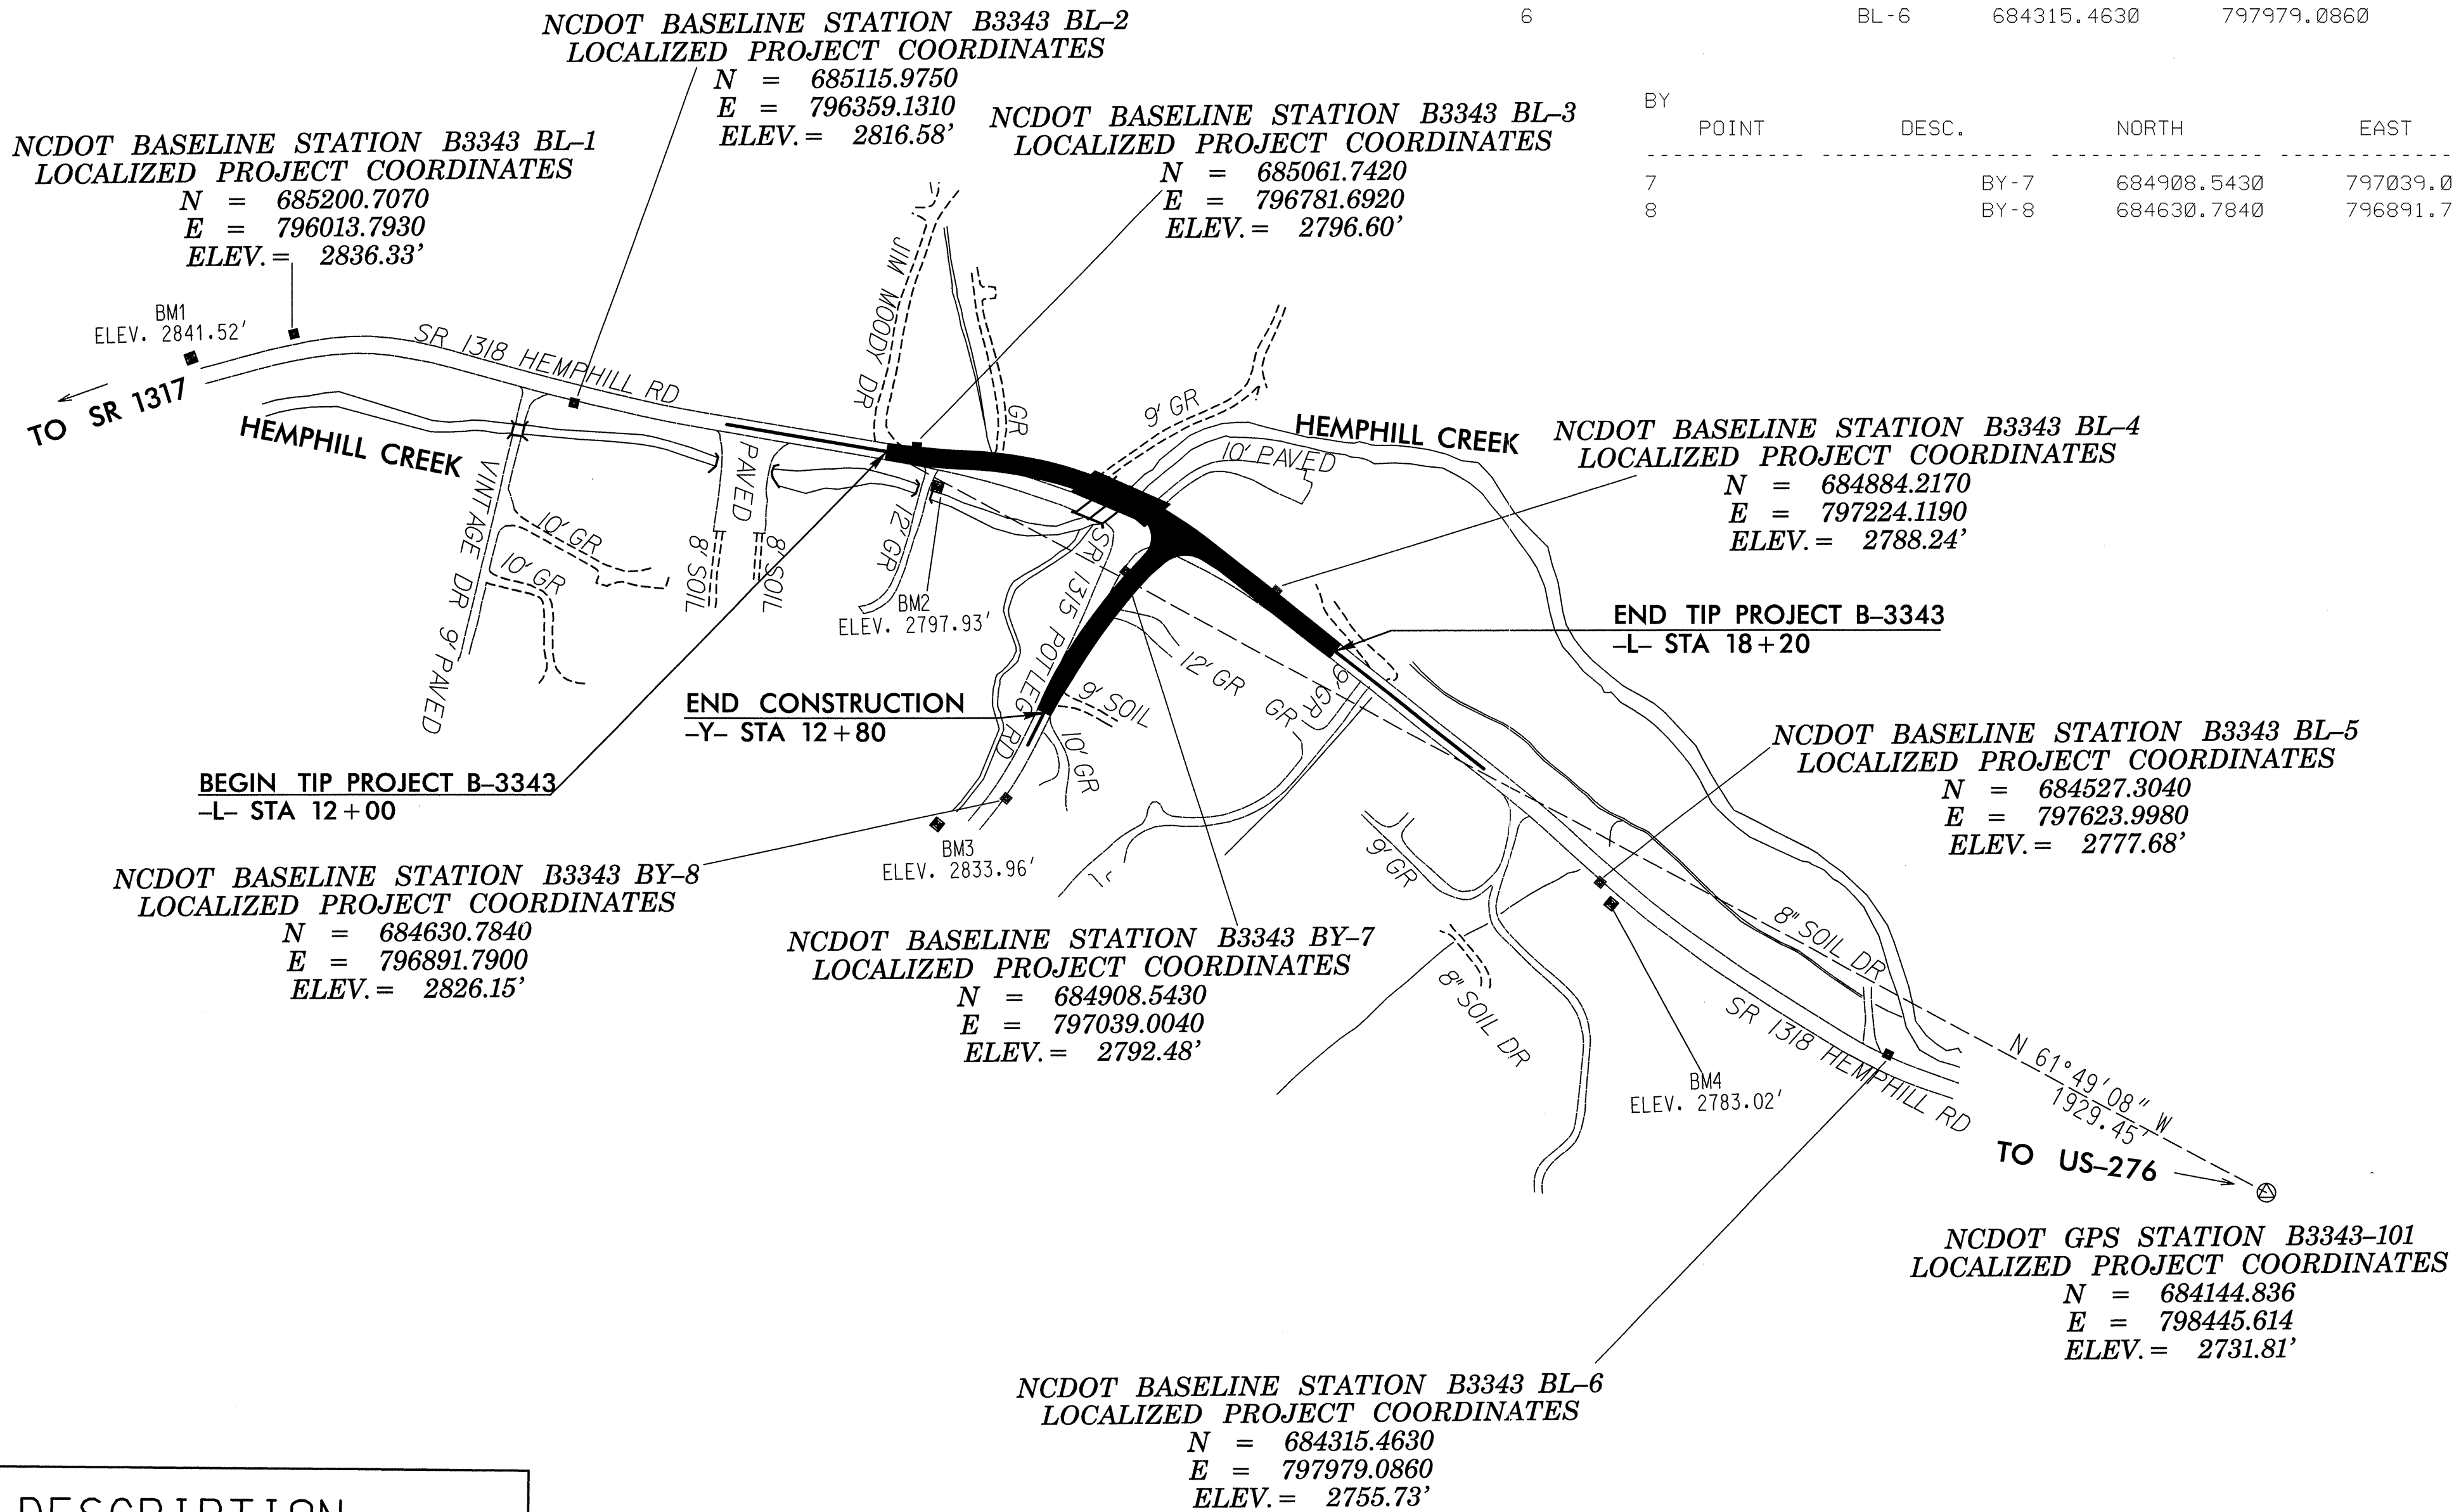 NCDOT BASELINE STATION B3343 BL-2
LOCALIZED PROJECT COORDINATES
N = 685115.9750
E = 796359.1310
ELEV. = 2816.58'
6 BL-6 684315.4630 797979.0860
BY
POINT DESC. NORTH EAST
7 BY-7 684908.5430 797039.0
8 BY-8 684630.7840 796891.7
NCDOT BASELINE STATION B3343 BL-3
LOCALIZED PROJECT COORDINATES
N = 685061.7420
E = 796781.6920
ELEV. = 2796.60'
NCDOT BASELINE STATION B3343 BL-1
LOCALIZED PROJECT COORDINATES
N = 685200.7070
E = 796013.7930
ELEV. = 2836.33'
BM1
ELEV. 2841.52'
TO SR 1317
SR 1318 HEMPHILL RD
HEMPHILL CREEK
JIM MOODY DR
GR
9' GR
10' PAVED
HEMPHILL CREEK
NCDOT BASELINE STATION B3343 BL-4
LOCALIZED PROJECT COORDINATES
N = 684884.2170
E = 797224.1190
ELEV. = 2788.24'
VINTAGE DR 9' PAVED
10' GR
10' GR
PAVED
8' SOIL
8' SOIL
12' GR
BM2
ELEV. 2797.93'
SR 1315 POTLEG RD
END TIP PROJECT B-3343
-L- STA 18+20
12' GR
GR
9' GR
9' SOIL
10' GR
END CONSTRUCTION
-Y- STA 12+80
BEGIN TIP PROJECT B-3343
-L- STA 12+00
NCDOT BASELINE STATION B3343 BL-5
LOCALIZED PROJECT COORDINATES
N = 684527.3040
E = 797623.9980
ELEV. = 2777.68'
BM3
ELEV. 2833.96'
NCDOT BASELINE STATION B3343 BY-8
LOCALIZED PROJECT COORDINATES
N = 684630.7840
E = 796891.7900
ELEV. = 2826.15'
NCDOT BASELINE STATION B3343 BY-7
LOCALIZED PROJECT COORDINATES
N = 684908.5430
E = 797039.0040
ELEV. = 2792.48'
9' GR
8" SOIL DR
8" SOIL DR
SR 1318 HEMPHILL RD
BM4
ELEV. 2783.02'
N 61°49'08" W
1929.45'
TO US-276
NCDOT GPS STATION B3343-101
LOCALIZED PROJECT COORDINATES
N = 684144.836
E = 798445.614
ELEV. = 2731.81'
NCDOT BASELINE STATION B3343 BL-6
LOCALIZED PROJECT COORDINATES
N = 684315.4630
E = 797979.0860
ELEV. = 2755.73'
DESCRIPTION